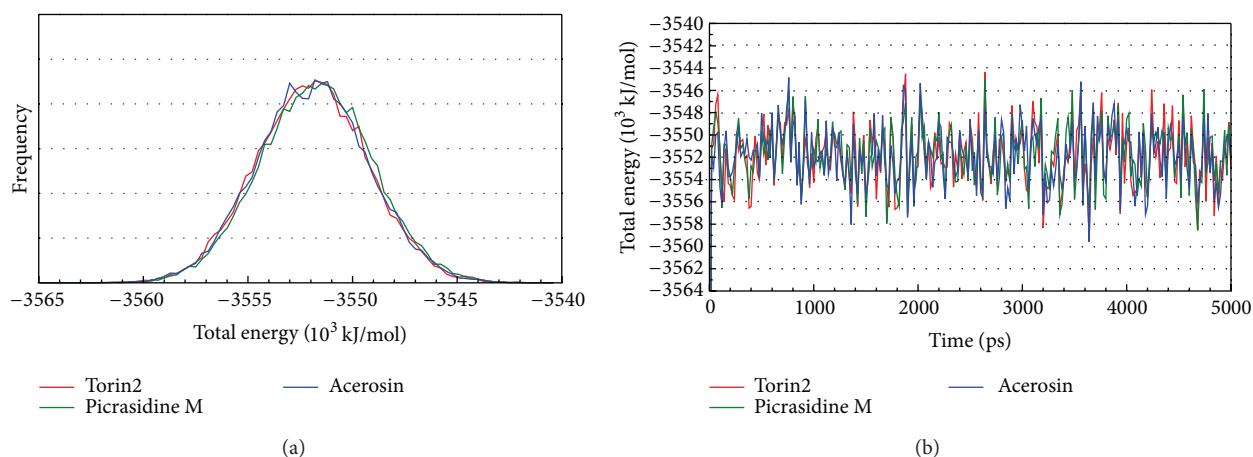 Frequency
−3565
−3560
−3555
−3550
−3545
−3540
Total energy (10³ kJ/mol)
Torin2
Picrasidine M
Acerosin
(a)
Total energy (10³ kJ/mol)
−3540
−3542
−3544
−3546
−3548
−3550
−3552
−3554
−3556
−3558
−3560
−3562
−3564
0
1000
2000
3000
4000
5000
Time (ps)
Torin2
Picrasidine M
Acerosin
(b)